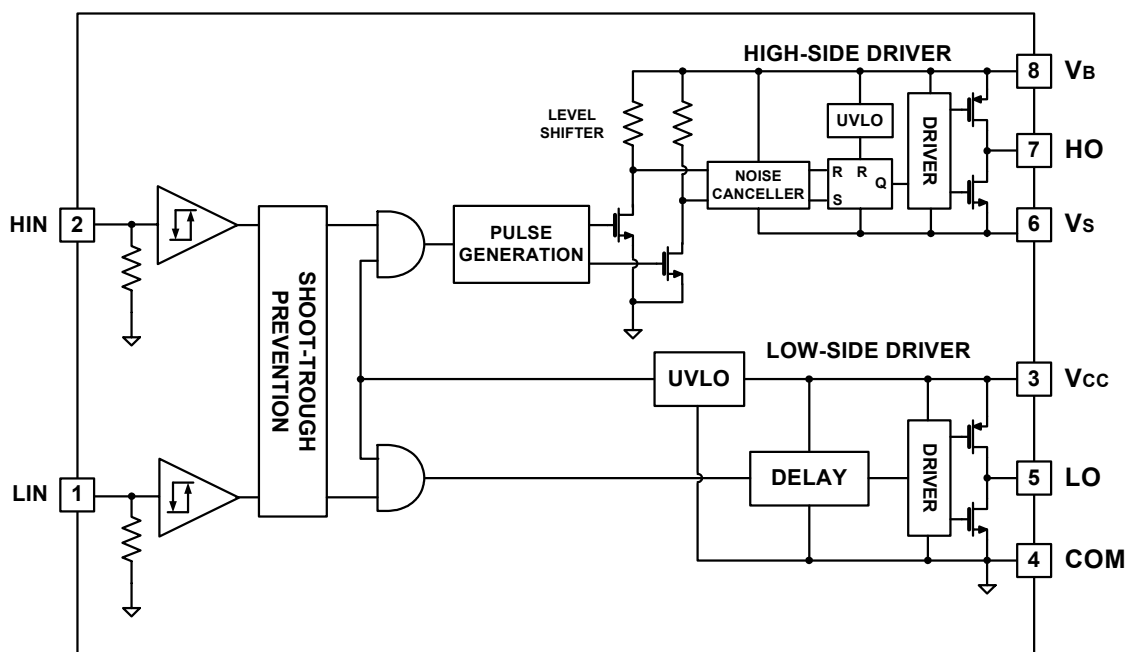 HIGH-SIDE DRIVER
8 VB
LEVEL
SHIFTER
UVLO
DRIVER
7 HO
NOISE
CANCELLER
R R
S Q
HIN 2
6 VS
PULSE
GENERATION
SHOOT-TROUGH
PREVENTION
LOW-SIDE DRIVER
UVLO
3 VCC
LIN 1
DELAY
DRIVER
5 LO
4 COM